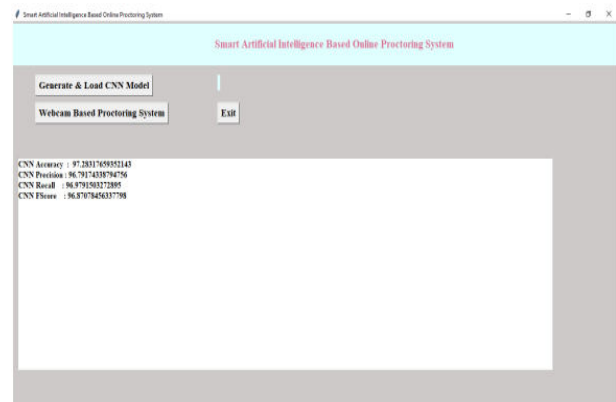 Smart Artificial Intelligence Based Online Proctoring System
Smart Artificial Intelligence Based Online Proctoring System
Generate & Load CNN Model
Webcam Based Proctoring System
Exit
CNN Accuracy : 97.28317659352143
CNN Precision : 96.79174338794756
CNN Recall : 96.9791503272895
CNN FScore : 96.87078456337798